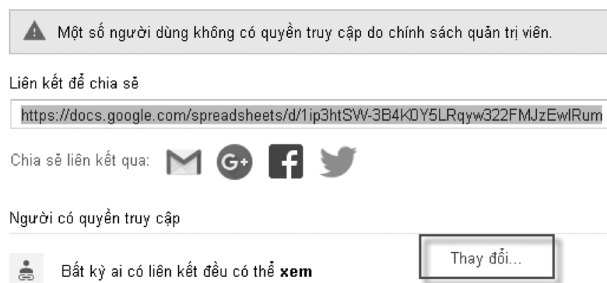 Một số người dùng không có quyền truy cập do chính sách quản trị viên.
Liên kết để chia sẻ
https://docs.google.com/spreadsheets/d/1ip3htSW-3B4K0Y5LRqyw322FMJzEwlRum
Chia sẽ liên kết qua:
Người có quyền truy cập
Bất kỳ ai có liên kết đều có thể xem
Thay đổi...